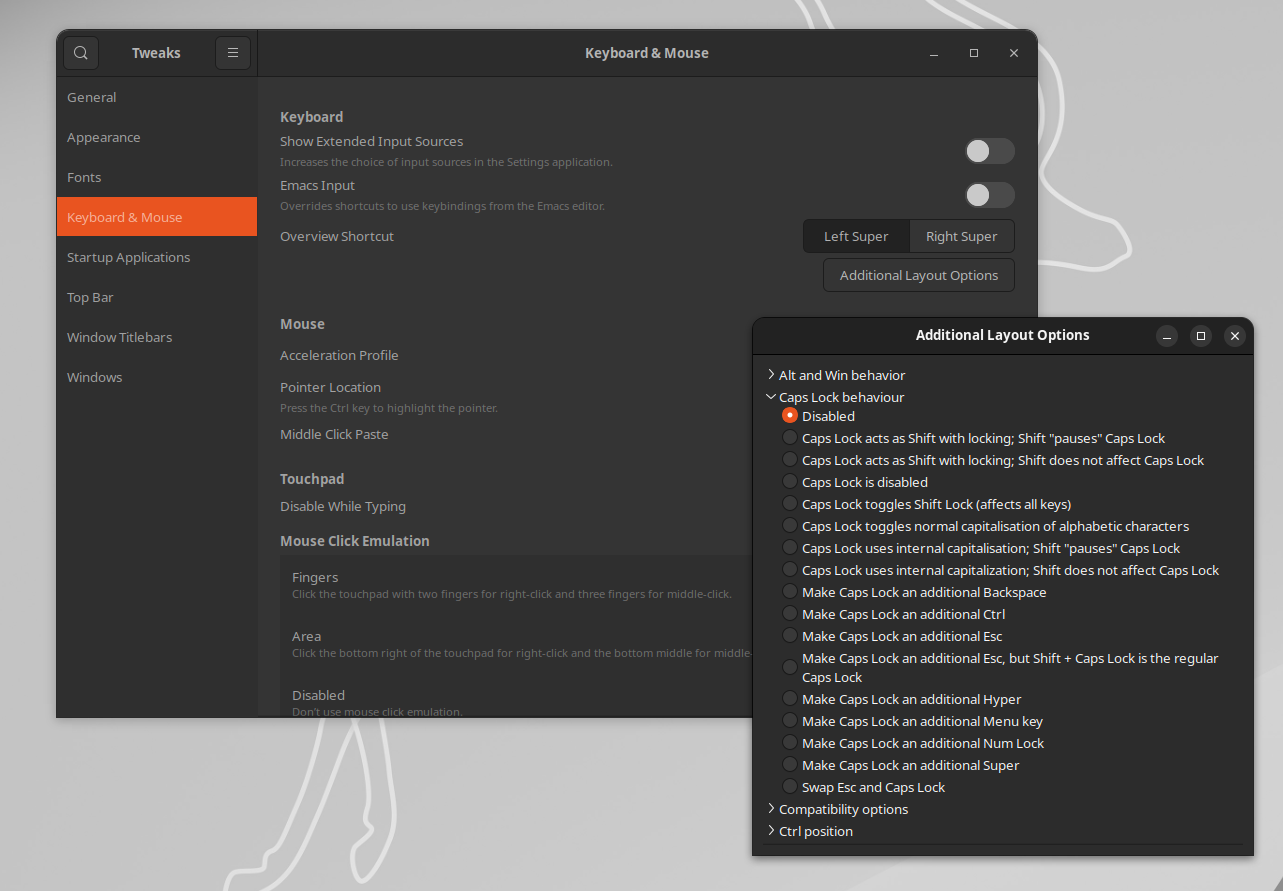 Tweaks
Keyboard & Mouse
General
Appearance
Fonts
Keyboard & Mouse
Startup Applications
Top Bar
Window Titlebars
Windows
Keyboard
Show Extended Input Sources
Increases the choice of input sources in the Settings application.
Emacs Input
Overrides shortcuts to use keybindings from the Emacs editor.
Overview Shortcut
Left Super
Right Super
Additional Layout Options
Mouse
Acceleration Profile
Pointer Location
Press the Ctrl key to highlight the pointer.
Middle Click Paste
Touchpad
Disable While Typing
Mouse Click Emulation
Fingers
Click the touchpad with two fingers for right-click and three fingers for middle-click.
Area
Click the bottom right of the touchpad for right-click and the bottom middle for middle-
Disabled
Don't use mouse click emulation.
Additional Layout Options
Alt and Win behavior
Caps Lock behaviour
Disabled
Caps Lock acts as Shift with locking; Shift "pauses" Caps Lock
Caps Lock acts as Shift with locking; Shift does not affect Caps Lock
Caps Lock is disabled
Caps Lock toggles Shift Lock (affects all keys)
Caps Lock toggles normal capitalisation of alphabetic characters
Caps Lock uses internal capitalisation; Shift "pauses" Caps Lock
Caps Lock uses internal capitalization; Shift does not affect Caps Lock
Make Caps Lock an additional Backspace
Make Caps Lock an additional Ctrl
Make Caps Lock an additional Esc
Make Caps Lock an additional Esc, but Shift + Caps Lock is the regular
Caps Lock
Make Caps Lock an additional Hyper
Make Caps Lock an additional Menu key
Make Caps Lock an additional Num Lock
Make Caps Lock an additional Super
Swap Esc and Caps Lock
Compatibility options
Ctrl position